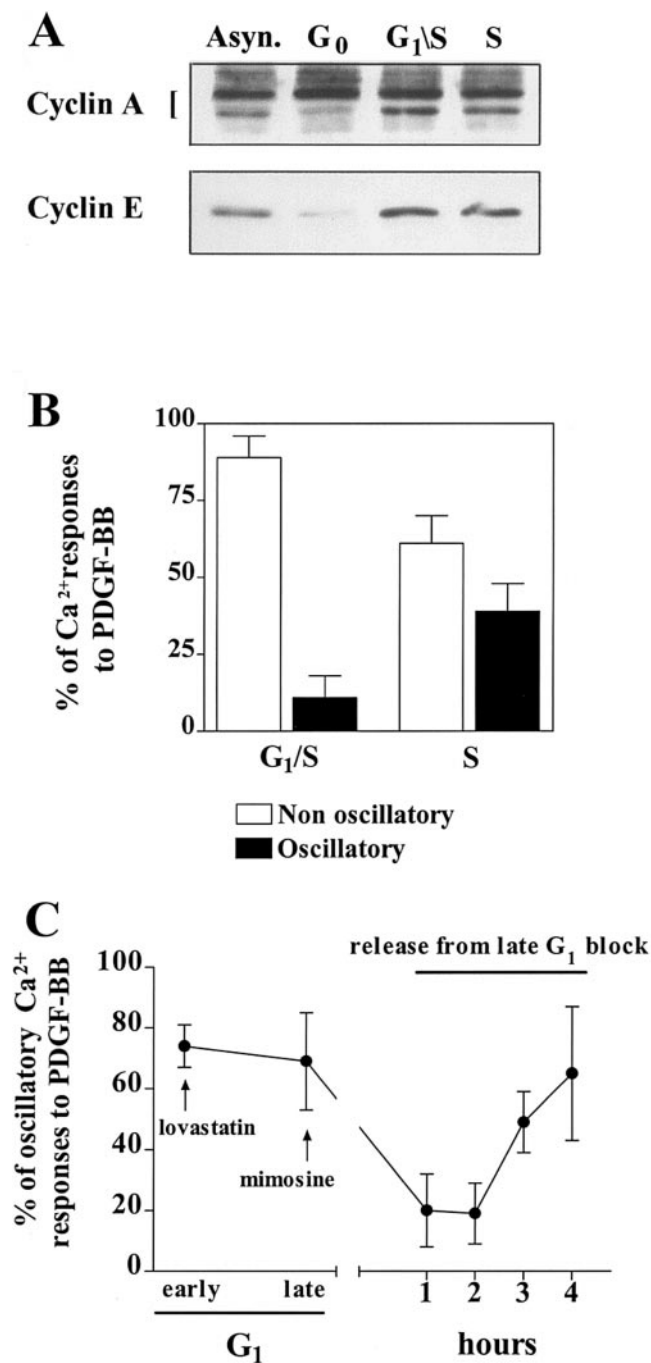 A
Asyn. G0 G1\S S
Cyclin A [
Cyclin E
B
% of Ca2+ responses
to PDGF-BB
100
75
50
25
0
G1/S S
Non oscillatory
Oscillatory
C
release from late G1 block
% of oscillatory Ca2+
responses to PDGF-BB
100
80
60
40
20
0
lovastatin
mimosine
early late 1 2 3 4
G1 hours